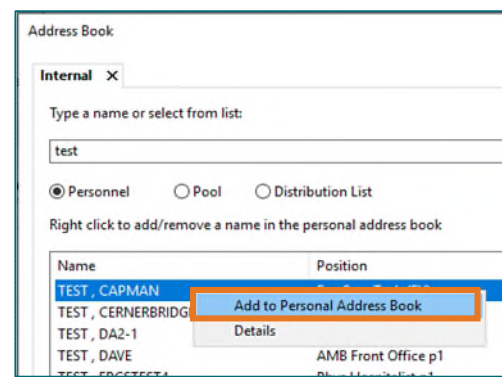 Address Book
Internal X
Type a name or select from list:
test
Personnel Pool Distribution List
Right click to add/remove a name in the personal address book
Name Position
TEST , CAPMAN
Add to Personal Address Book
TEST , CERNERBRIDG
Details
TEST , DA2-1
TEST , DAVE AMB Front Office p1